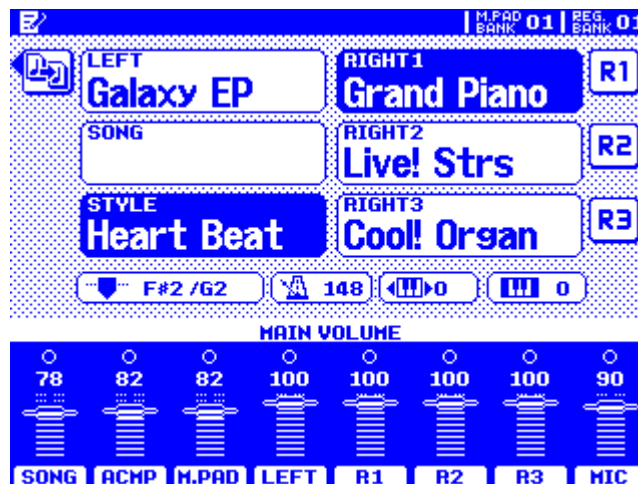 M.PAD BANK 01 REG. BANK 01
LEFT
Galaxy EP
RIGHT1
Grand Piano
R1
SONG
RIGHT2
Live! Strs
R2
STYLE
Heart Beat
RIGHT3
Cool! Organ
R3
F#2 /G2 148 0 0
MAIN VOLUME
78 82 82 100 100 100 100 90
SONG ACMP M.PAD LEFT R1 R2 R3 MIC